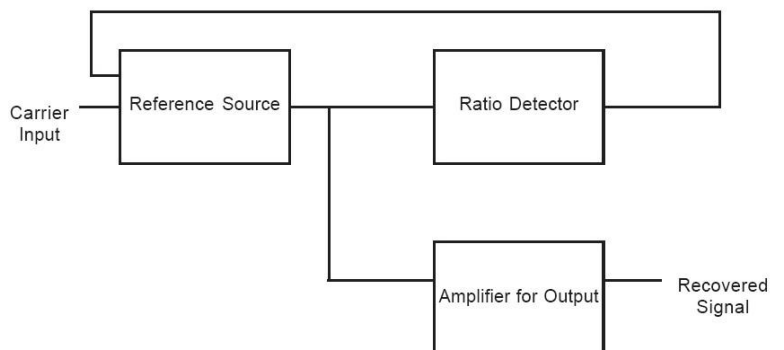 Carrier
Input
Reference Source
Ratio Detector
Amplifier for Output
Recovered
Signal